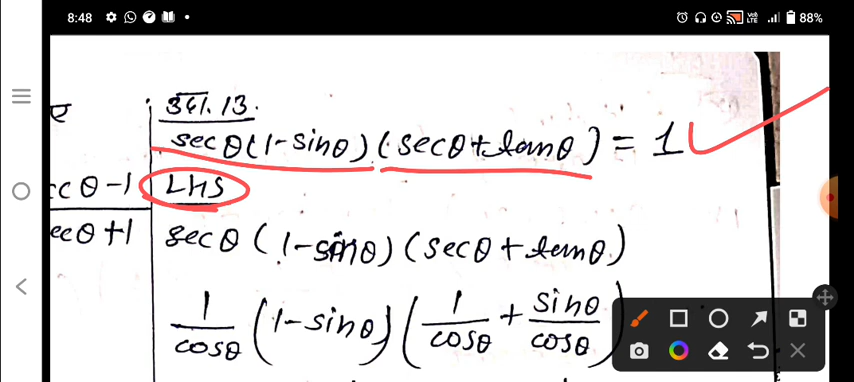 8:48
88%
उदा. 13.
secθ(1-sinθ)(secθ+tanθ) = 1
LHS
cθ-1
ecθ+1
secθ (1-sinθ)(secθ+tanθ)
1/cosθ (1-sinθ)(1/cosθ + sinθ/cosθ)